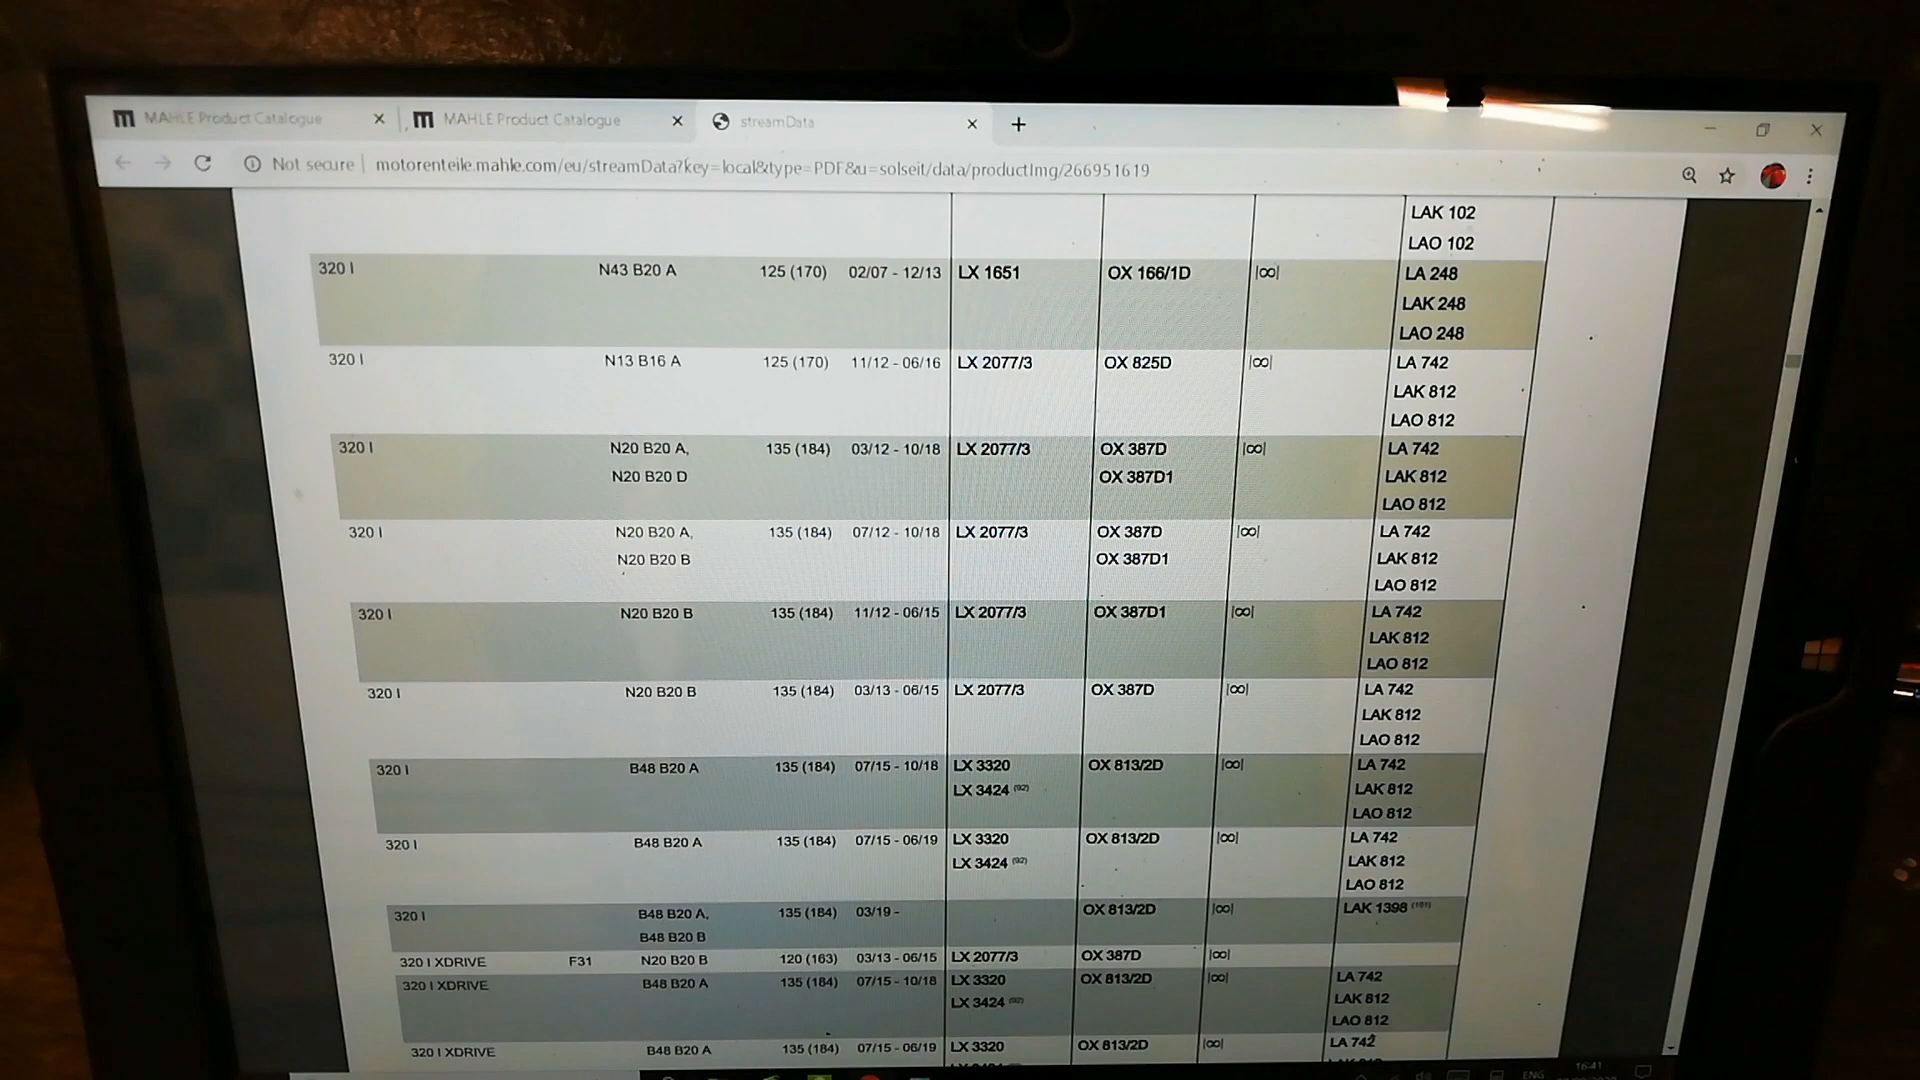 MAHLE Product Catalogue
MAHLE Product Catalogue
streamData
Not secure | motorenteile.mahle.com/eu/streamData?key=local&type=PDF&u=solseit/data/productImg/266951619
LAK 102
LAO 102
320 I N43 B20 A 125 (170) 02/07 - 12/13 LX 1651 OX 166/1D |∞| LA 248
LAK 248
LAO 248
320 I N13 B16 A 125 (170) 11/12 - 06/16 LX 2077/3 OX 825D |∞| LA 742
LAK 812
LAO 812
320 I N20 B20 A, 135 (184) 03/12 - 10/18 LX 2077/3 OX 387D |∞| LA 742
N20 B20 D OX 387D1 LAK 812
LAO 812
320 I N20 B20 A, 135 (184) 07/12 - 10/18 LX 2077/3 OX 387D |∞| LA 742
N20 B20 B OX 387D1 LAK 812
LAO 812
320 I N20 B20 B 135 (184) 11/12 - 06/15 LX 2077/3 OX 387D1 |∞| LA 742
LAK 812
LAO 812
320 I N20 B20 B 135 (184) 03/13 - 06/15 LX 2077/3 OX 387D |∞| LA 742
LAK 812
LAO 812
320 I B48 B20 A 135 (184) 07/15 - 10/18 LX 3320 OX 813/2D |∞| LA 742
LX 3424 (92) LAK 812
LAO 812
320 I B48 B20 A 135 (184) 07/15 - 06/19 LX 3320 OX 813/2D |∞| LA 742
LX 3424 (92) LAK 812
LAO 812
320 I B48 B20 A, 135 (184) 03/19 - OX 813/2D |∞| LAK 1398
B48 B20 B
320 I XDRIVE F31 N20 B20 B 120 (163) 03/13 - 06/15 LX 2077/3 OX 387D |∞|
320 I XDRIVE B48 B20 A 135 (184) 07/15 - 10/18 LX 3320 OX 813/2D |∞| LA 742
LX 3424 (92) LAK 812
LAO 812
320 I XDRIVE B48 B20 A 135 (184) 07/15 - 06/19 LX 3320 OX 813/2D |∞| LA 742
ENG 16:41